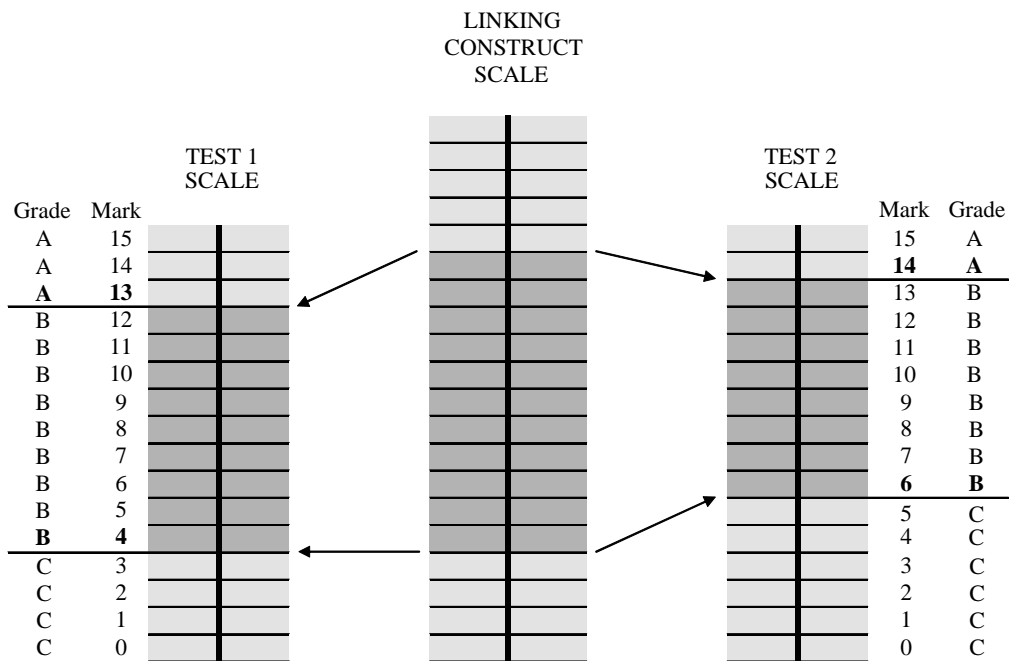 LINKING
CONSTRUCT
SCALE
TEST 1
SCALE
TEST 2
SCALE
Grade Mark
Mark Grade
A 15
15 A
A 14
14 A
A 13
13 B
B 12
12 B
B 11
11 B
B 10
10 B
B 9
9 B
B 8
8 B
B 7
7 B
B 6
6 B
B 5
5 C
B 4
4 C
C 3
3 C
C 2
2 C
C 1
1 C
C 0
0 C